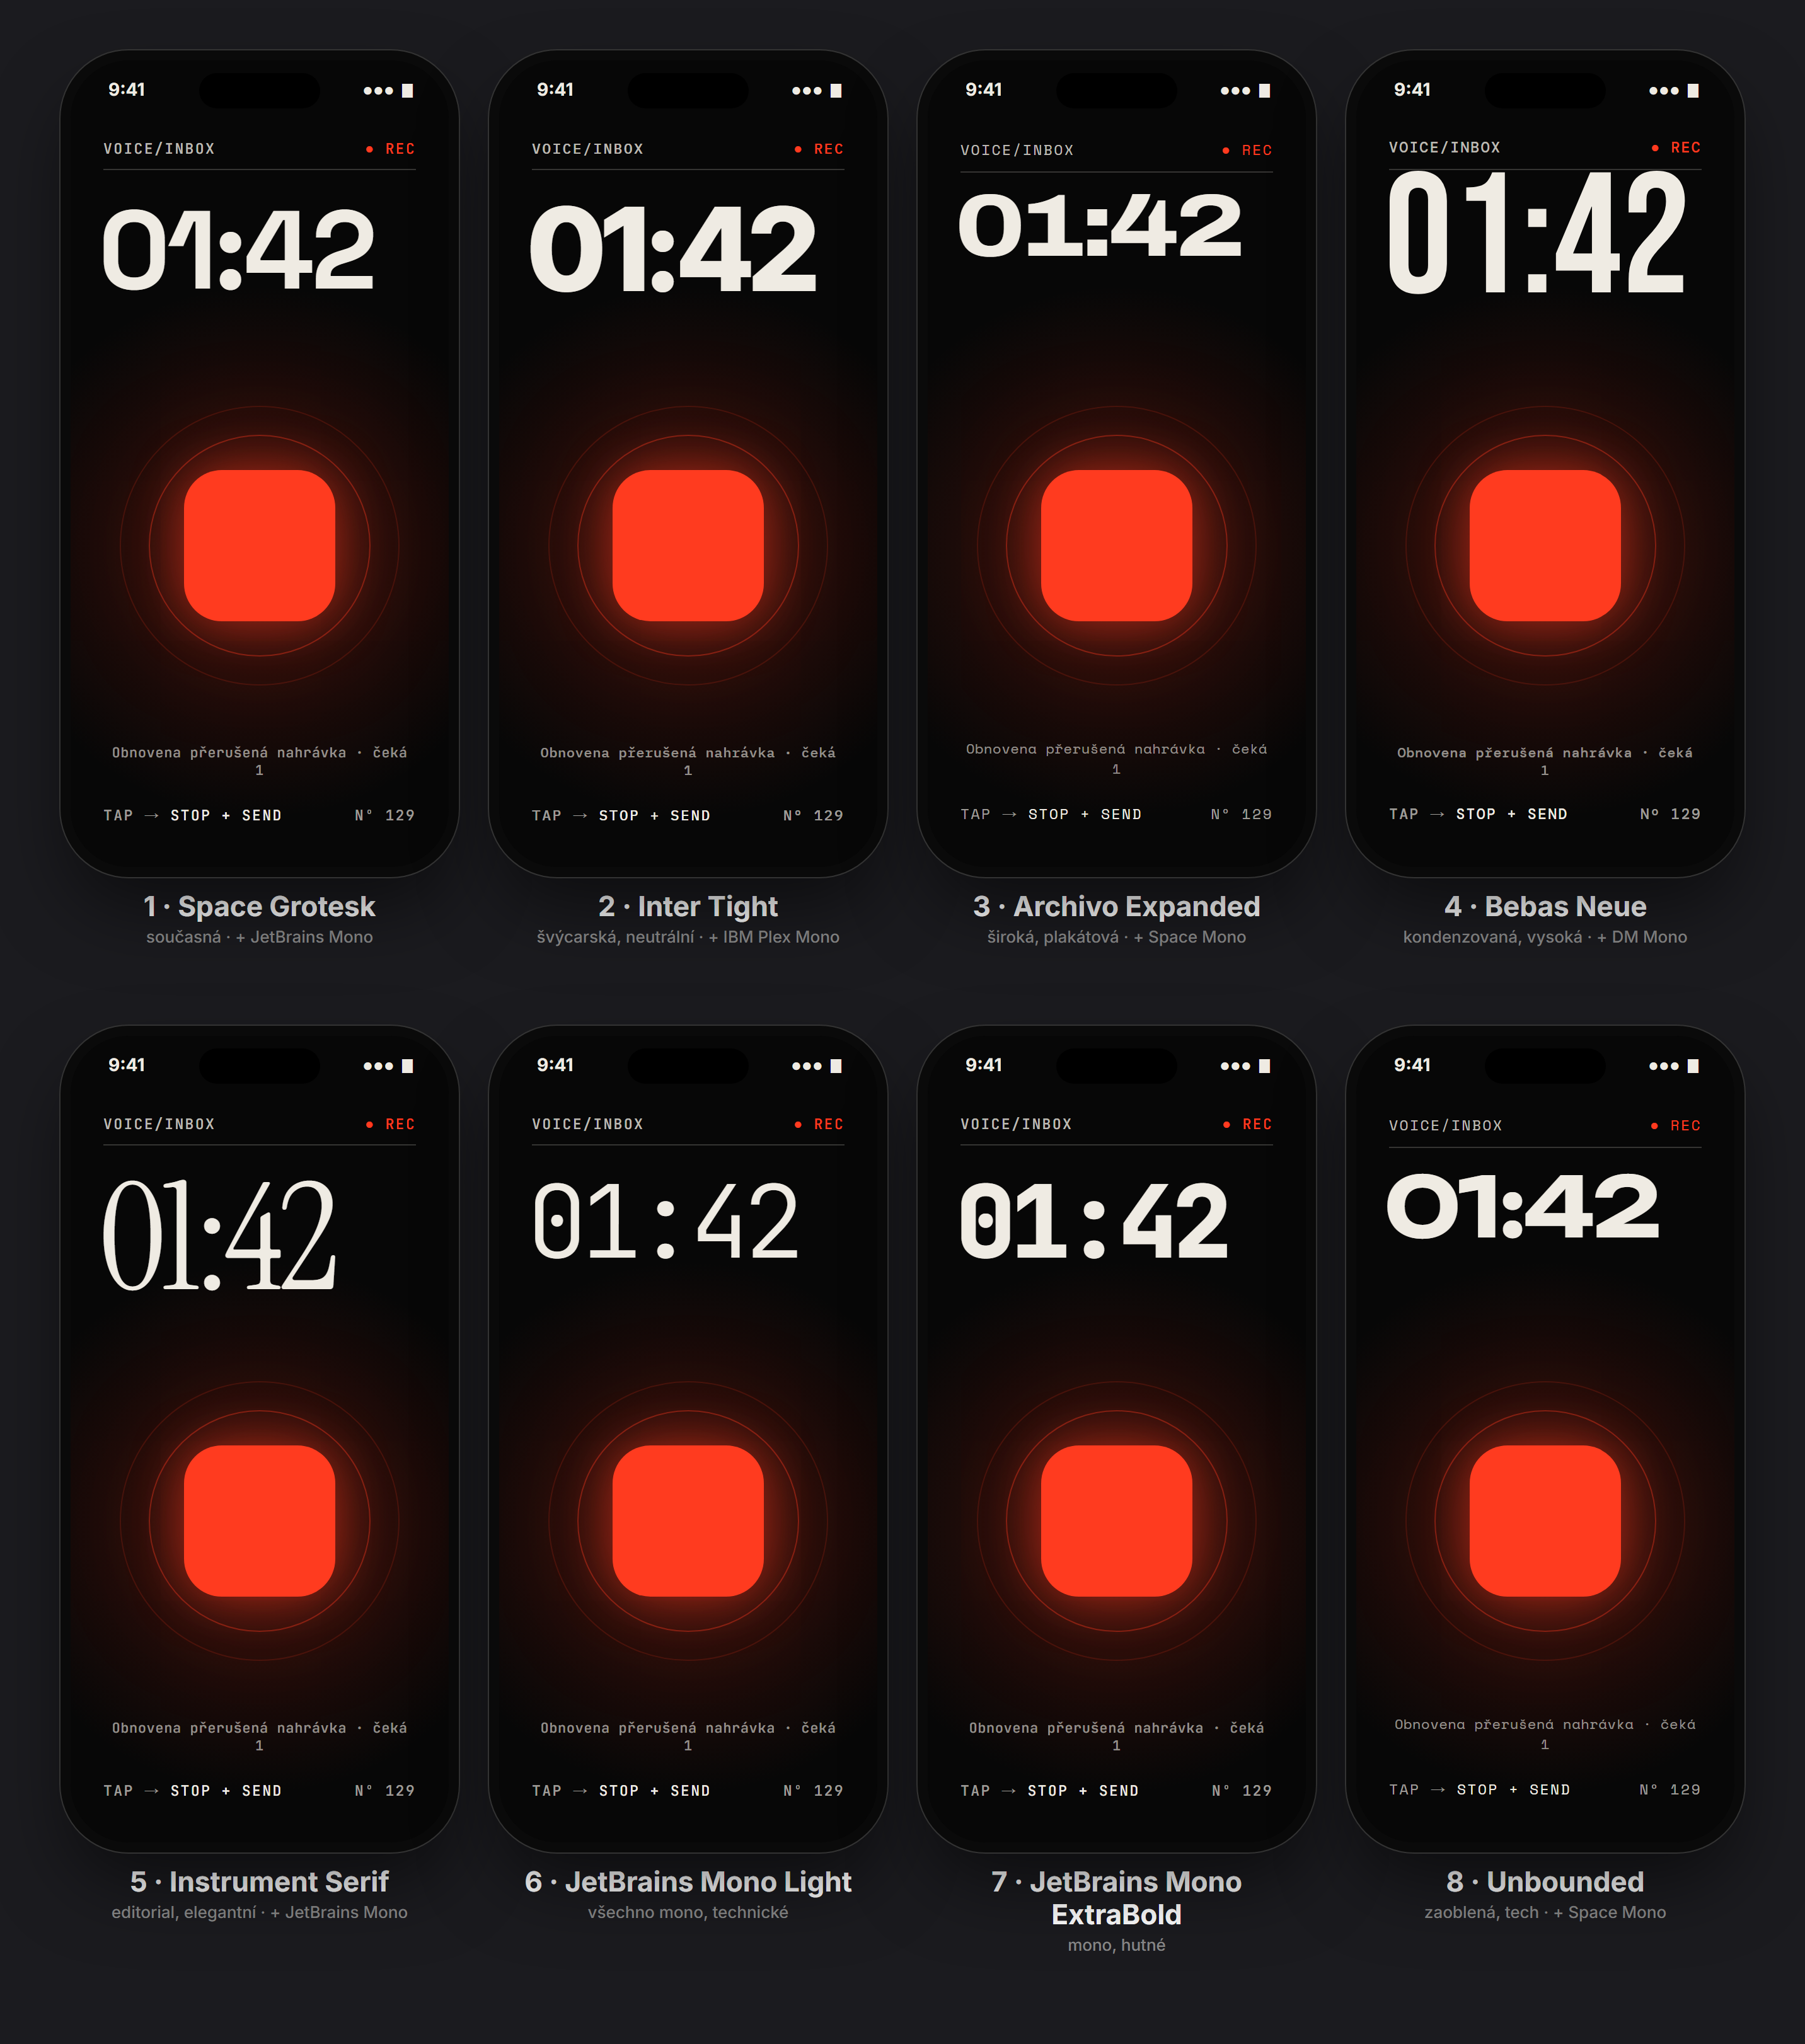 9:41
VOICE/INBOX ● REC
01:42
Obnovena přerušená nahrávka · čeká
1
TAP → STOP + SEND N° 129
1 · Space Grotesk
současná · + JetBrains Mono
9:41
VOICE/INBOX ● REC
01:42
Obnovena přerušená nahrávka · čeká
1
TAP → STOP + SEND Nº 129
2 · Inter Tight
švýcarská, neutrální · + IBM Plex Mono
9:41
VOICE/INBOX ● REC
01:42
Obnovena přerušená nahrávka · čeká
1
TAP → STOP + SEND Nº 129
3 · Archivo Expanded
široká, plakátová · + Space Mono
9:41
VOICE/INBOX ● REC
01:42
Obnovena přerušená nahrávka · čeká
1
TAP → STOP + SEND Nº 129
4 · Bebas Neue
kondenzovaná, vysoká · + DM Mono
9:41
VOICE/INBOX ● REC
01:42
Obnovena přerušená nahrávka · čeká
1
TAP → STOP + SEND N° 129
5 · Instrument Serif
editorial, elegantní · + JetBrains Mono
9:41
VOICE/INBOX ● REC
01:42
Obnovena přerušená nahrávka · čeká
1
TAP → STOP + SEND N° 129
6 · JetBrains Mono Light
všechno mono, technické
9:41
VOICE/INBOX ● REC
01:42
Obnovena přerušená nahrávka · čeká
1
TAP → STOP + SEND N° 129
7 · JetBrains Mono
ExtraBold
mono, hutné
9:41
VOICE/INBOX ● REC
01:42
Obnovena přerušená nahrávka · čeká
1
TAP → STOP + SEND Nº 129
8 · Unbounded
zaoblená, tech · + Space Mono